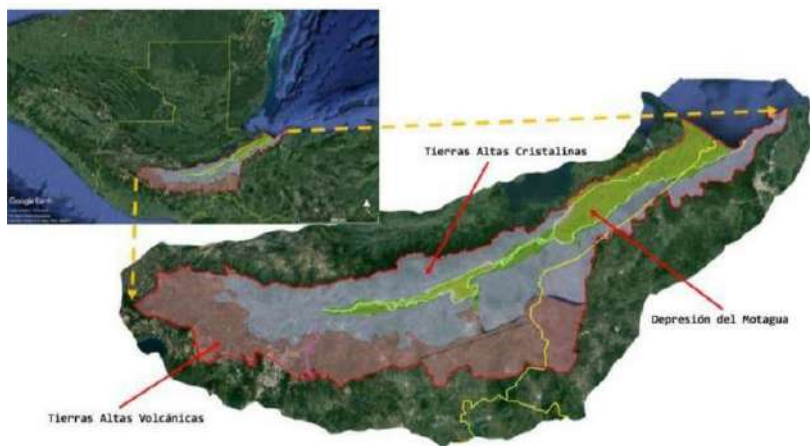 Google Earth
Tierras Altas Cristalinas
Depresión del Motagua
Tierras Altas Volcánicas